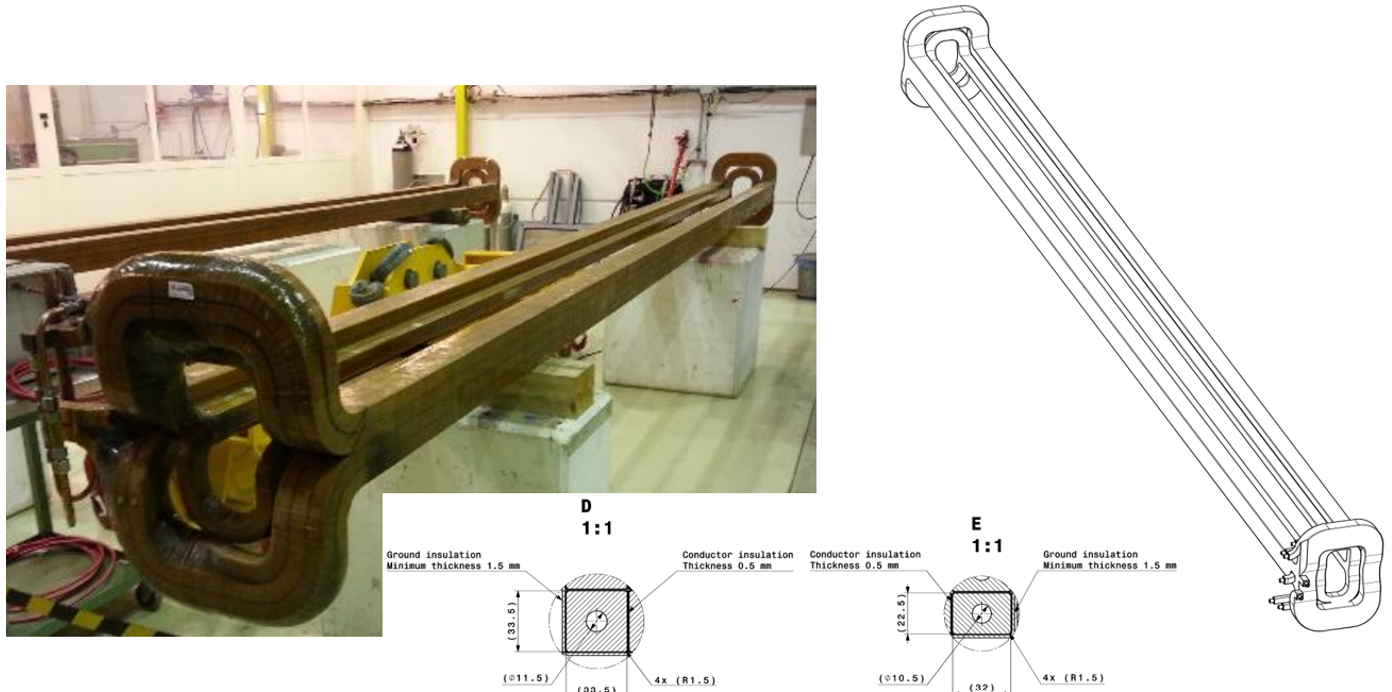 D
1:1
Ground insulation
Minimum thickness 1.5 mm
Conductor insulation
Thickness 0.5 mm
(33.5)
(Φ11.5)
4x (R1.5)
(33.5)
E
1:1
Conductor insulation
Thickness 0.5 mm
Ground insulation
Minimum thickness 1.5 mm
(22.5)
(Φ10.5)
4x (R1.5)
(32)